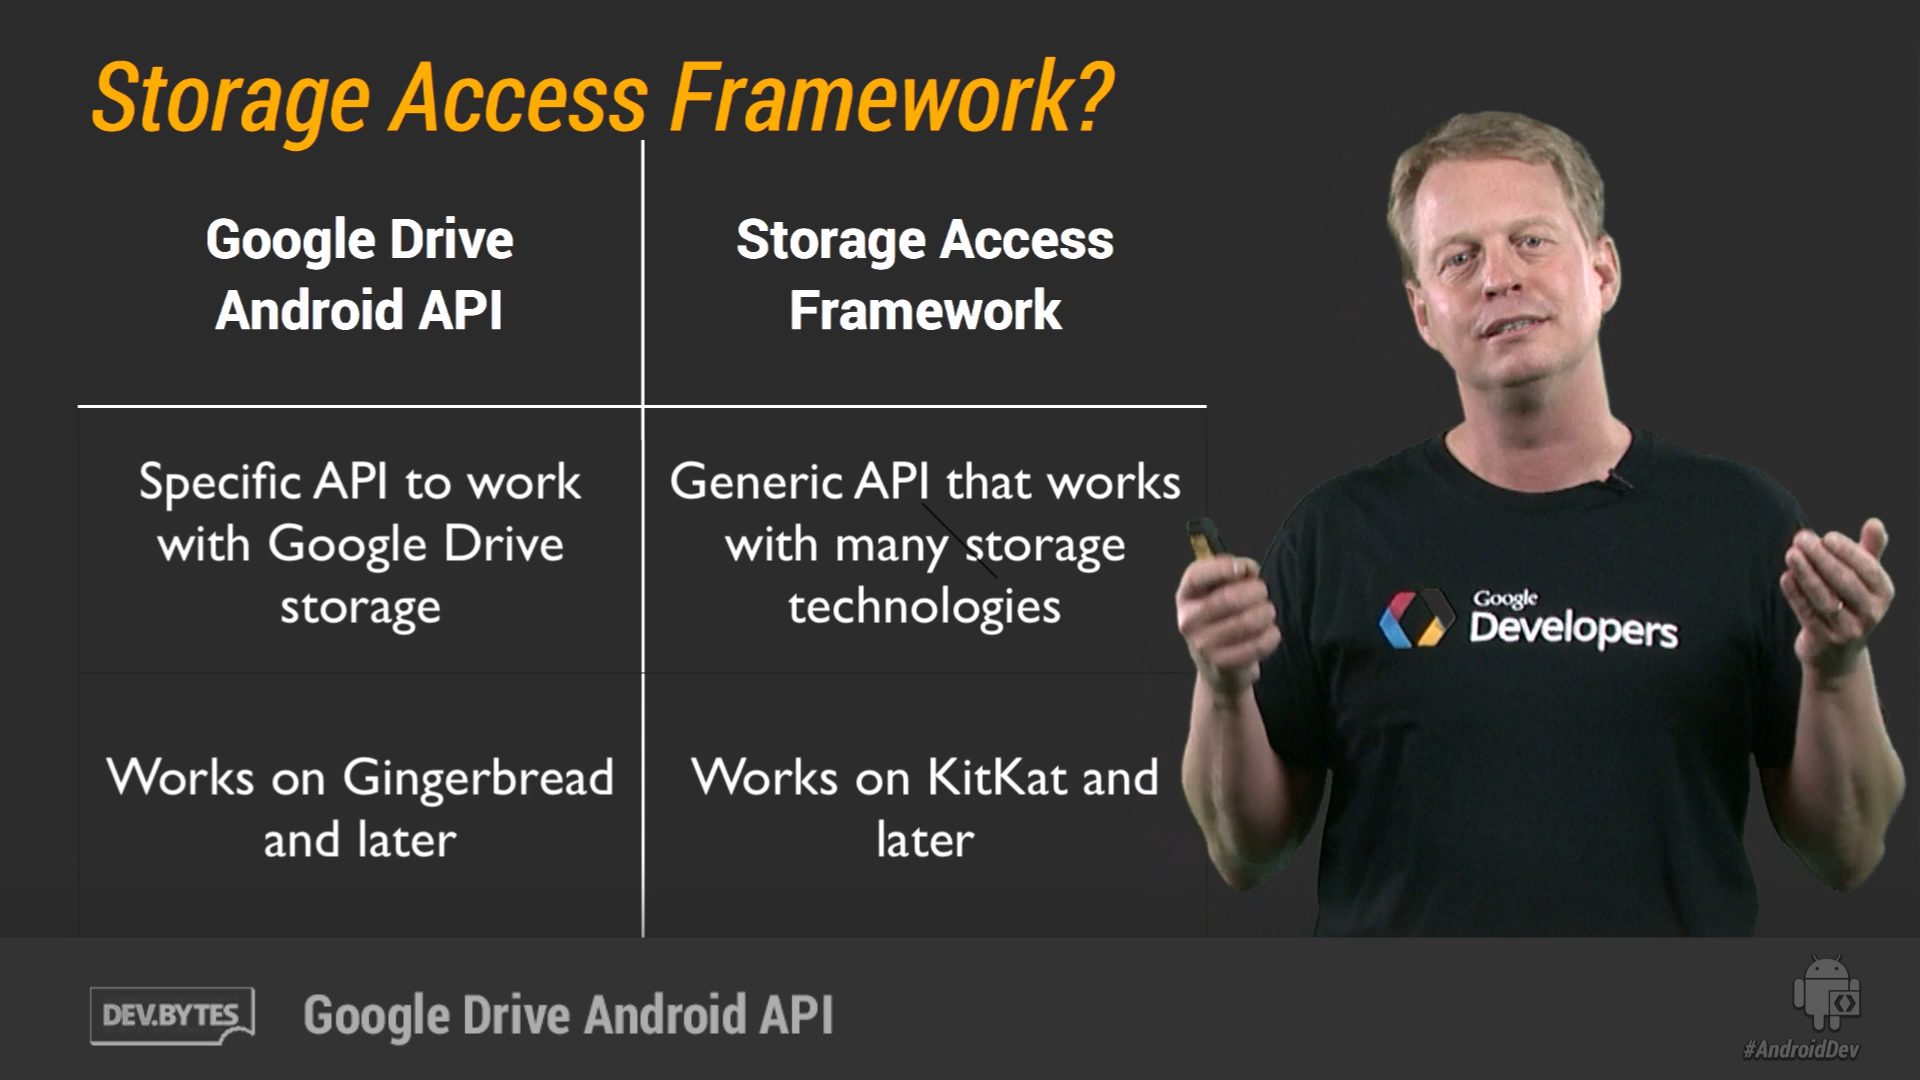 Storage Access Framework?
Google Drive
Android API
Storage Access
Framework
Specific API to work
with Google Drive
storage
Generic API that works
with many storage
technologies
Works on Gingerbread
and later
Works on KitKat and
later
Google
Developers
DEV.BYTES
Google Drive Android API
#AndroidDev